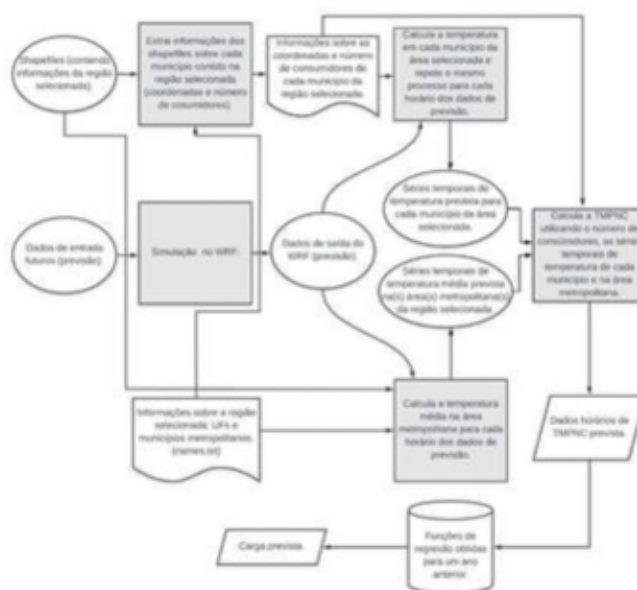 Shapefiles (contendo
informações da região
selecionada)
Extrai informações dos
shapefiles sobre cada
município contido na
região selecionada
(coordenadas e número
de cosumidores)
Informações sobre as
coordenadas e número
de consumidores de
cada município da
região selecionada
Calcula a temperatura
em cada município da
área selecionada e
repete o mesmo
processo para cada
horário dos dados de
previsão.
Dados de entrada
futuros (previsão)
Simulação no WRF.
Dados de saída do
WRF (previsão)
Séries temporais de
temperatura prevista para
cada município da área
selecionada.
Séries temporais de
temperatura média prevista
na(s) área(s) metropolitana(s)
da região selecionada
Calcula a TMPNC
utilizando o número de
consumidores, as séries
temporais de
temperatura de cada
município e na área
metropolitana.
Informações sobre a região
selecionada: UFs e
municípios metropolitanos.
(names.txt)
Calcula a temperatura
média na área
metropolitana para cada
horário dos dados de
previsão.
Dados horários de
TMPNC prevista.
Carga prevista.
Funções de
regresão obtidas
para um ano
anterior.